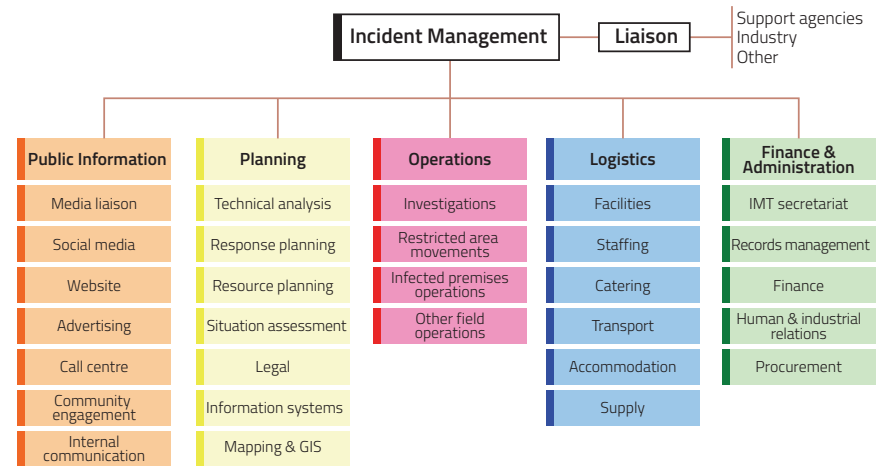 Incident Management
Liaison
Support agencies
Industry
Other
Public Information
Media liaison
Social media
Website
Advertising
Call centre
Community
engagement
Internal
communication
Planning
Technical analysis
Response planning
Resource planning
Situation assessment
Legal
Information systems
Mapping & GIS
Operations
Investigations
Restricted area
movements
Infected premises
operations
Other field
operations
Logistics
Facilities
Staffing
Catering
Transport
Accommodation
Supply
Finance &
Administration
IMT secretariat
Records management
Finance
Human & industrial
relations
Procurement